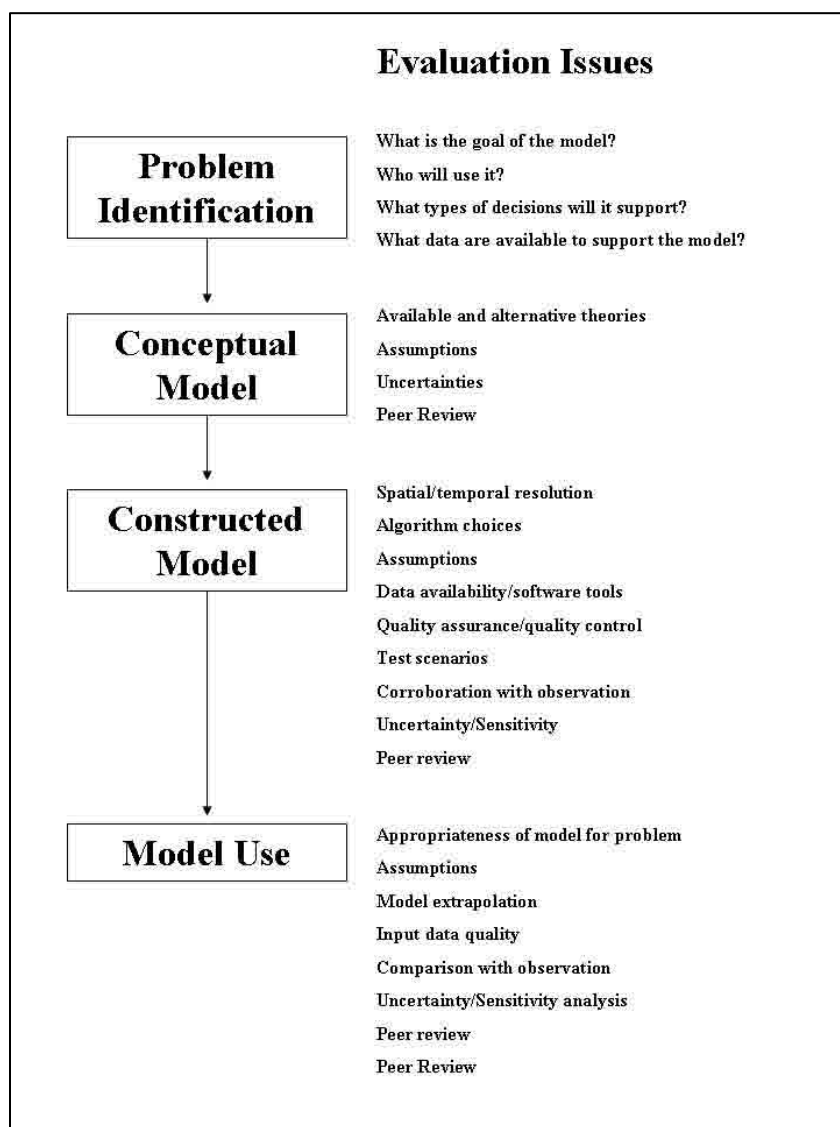 Evaluation Issues
Problem
Identification
What is the goal of the model?
Who will use it?
What types of decisions will it support?
What data are available to support the model?
Conceptual
Model
Available and alternative theories
Assumptions
Uncertainties
Peer Review
Constructed
Model
Spatial/temporal resolution
Algorithm choices
Assumptions
Data availability/software tools
Quality assurance/quality control
Test scenarios
Corroboration with observation
Uncertainty/Sensitivity
Peer review
Model Use
Appropriateness of model for problem
Assumptions
Model extrapolation
Input data quality
Comparison with observation
Uncertainty/Sensitivity analysis
Peer review
Peer Review